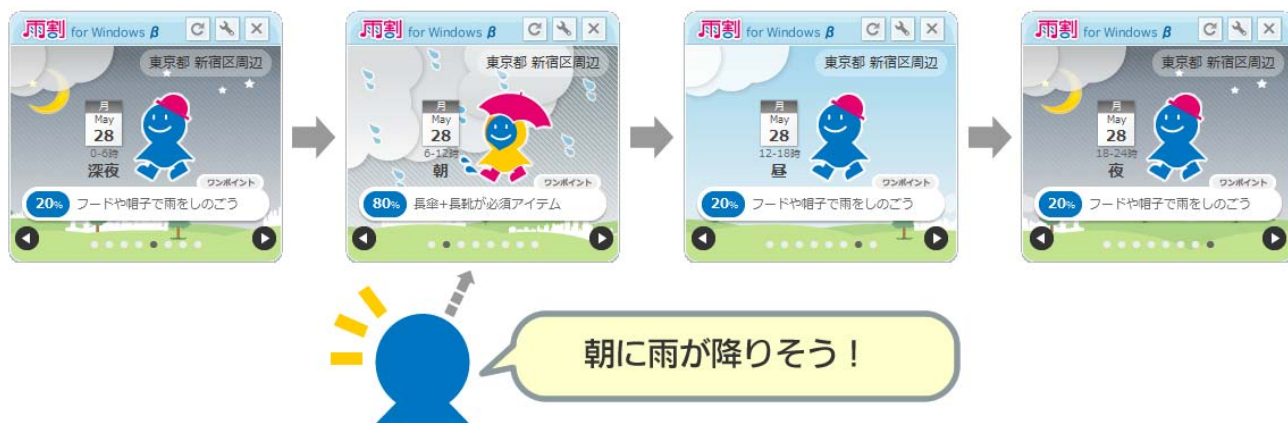 雨割 for Windows β
東京都 新宿区周辺
月
May
28
0-6時
深夜
ワンポイント
20% フードや帽子で雨をしのごう
雨割 for Windows β
東京都 新宿区周辺
月
May
28
6-12時
朝
ワンポイント
80% 長傘+長靴が必須アイテム
雨割 for Windows β
東京都 新宿区周辺
月
May
28
12-18時
昼
ワンポイント
20% フードや帽子で雨をしのごう
雨割 for Windows β
東京都 新宿区周辺
月
May
28
18-24時
夜
ワンポイント
20% フードや帽子で雨をしのごう
朝に雨が降りそう！